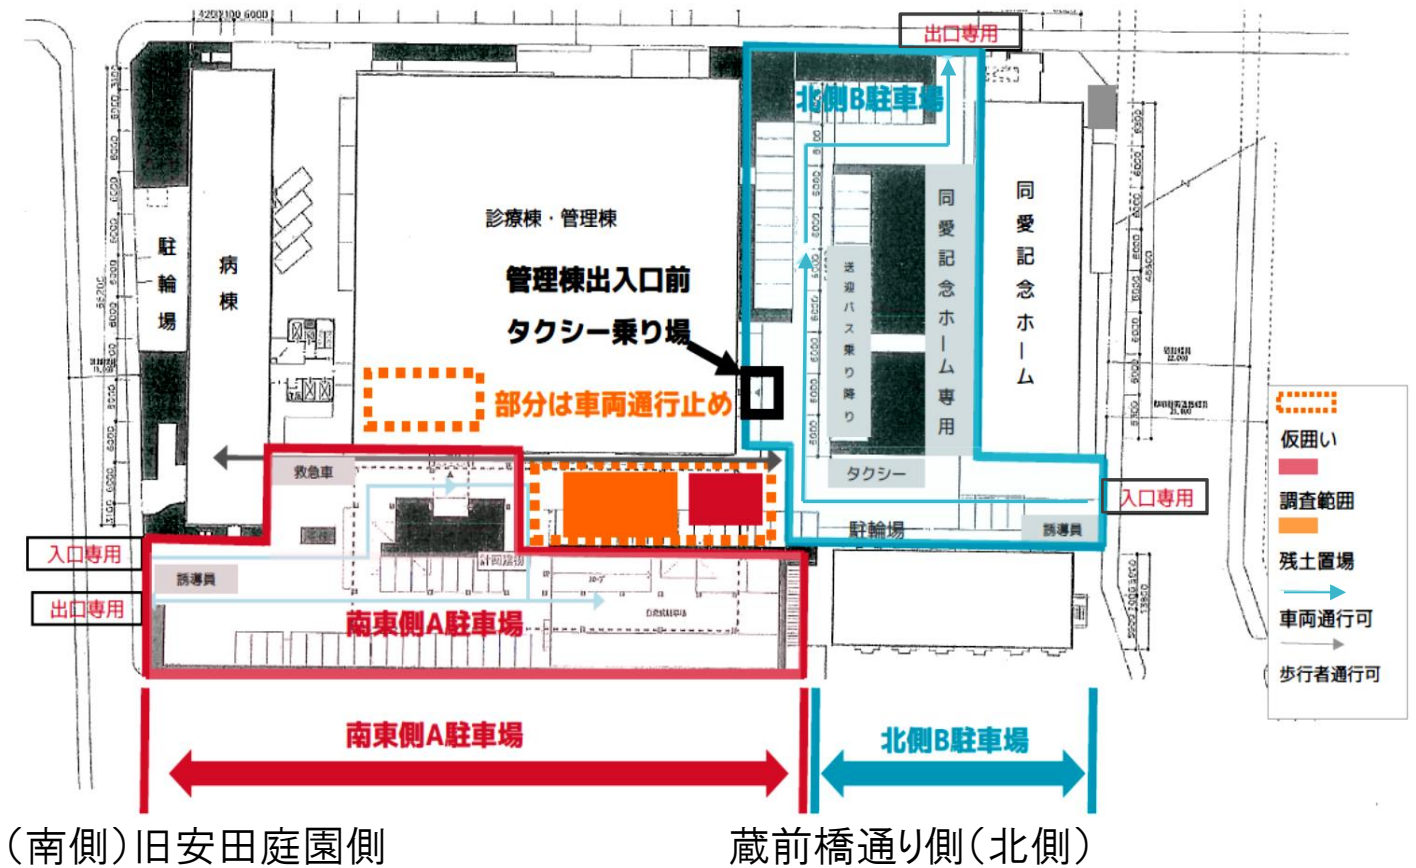 4200 2100 6000
出口専用
北側B駐車場
診療棟・管理棟
管理棟出入口前
タクシー乗り場
駐輪場
病棟
送迎バス乗り降り
同愛記念ホーム専用
同愛記念ホーム
部分は車両通行止め
救急車
タクシー
入口専用
駐輪場
誘導員
入口専用
誘導員
出口専用
南東側A駐車場
仮囲い
調査範囲
残土置場
車両通行可
歩行者通行可
南東側A駐車場
北側B駐車場
（南側）旧安田庭園側
蔵前橋通り側（北側）